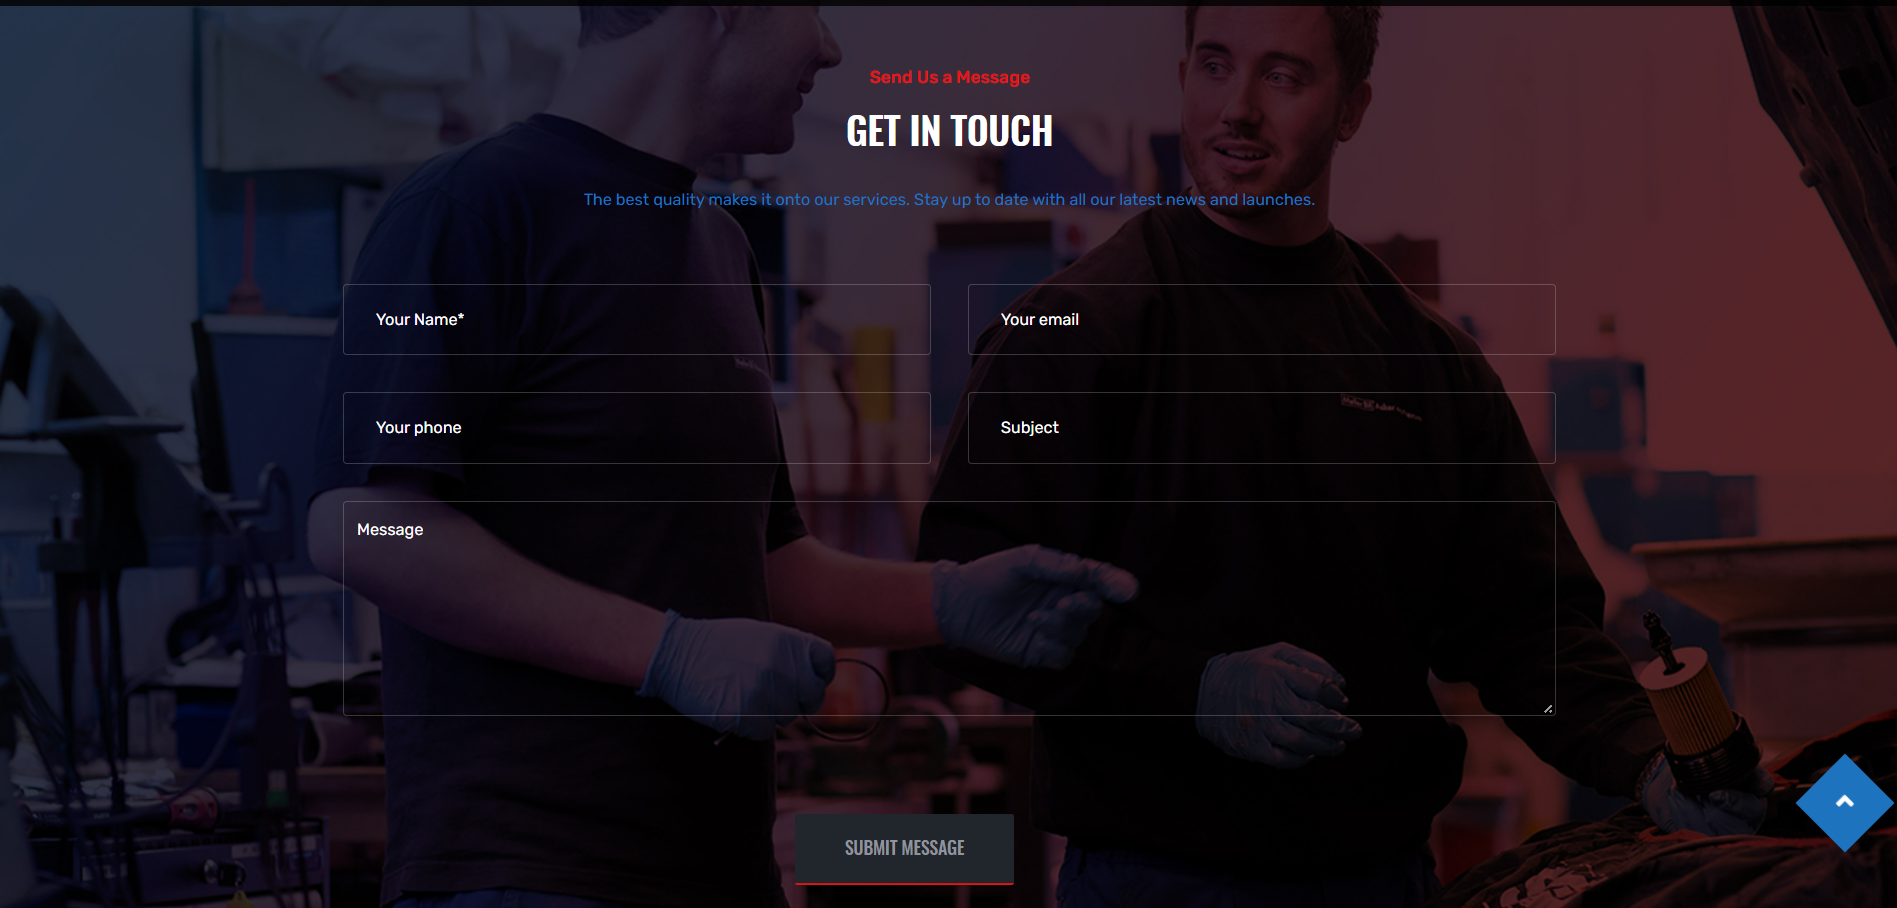 Send Us a Message
GET IN TOUCH
The best quality makes it onto our services. Stay up to date with all our latest news and launches.
Your Name*
Your email
Your phone
Subject
Message
SUBMIT MESSAGE